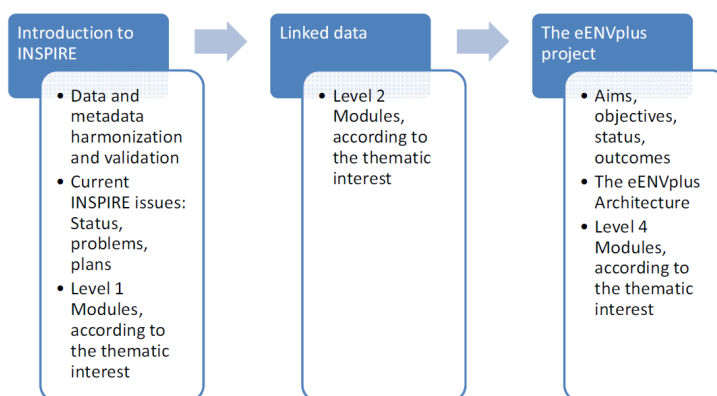 Introduction to
INSPIRE
• Data and
metadata
harmonization
and validation
• Current
INSPIRE issues:
Status,
problems,
plans
• Level 1
Modules,
according to
the thematic
interest
Linked data
• Level 2
Modules,
according to
the thematic
interest
The eENVplus
project
• Aims,
objectives,
status,
outcomes
• The eENVplus
Architecture
• Level 4
Modules,
according to
the thematic
interest